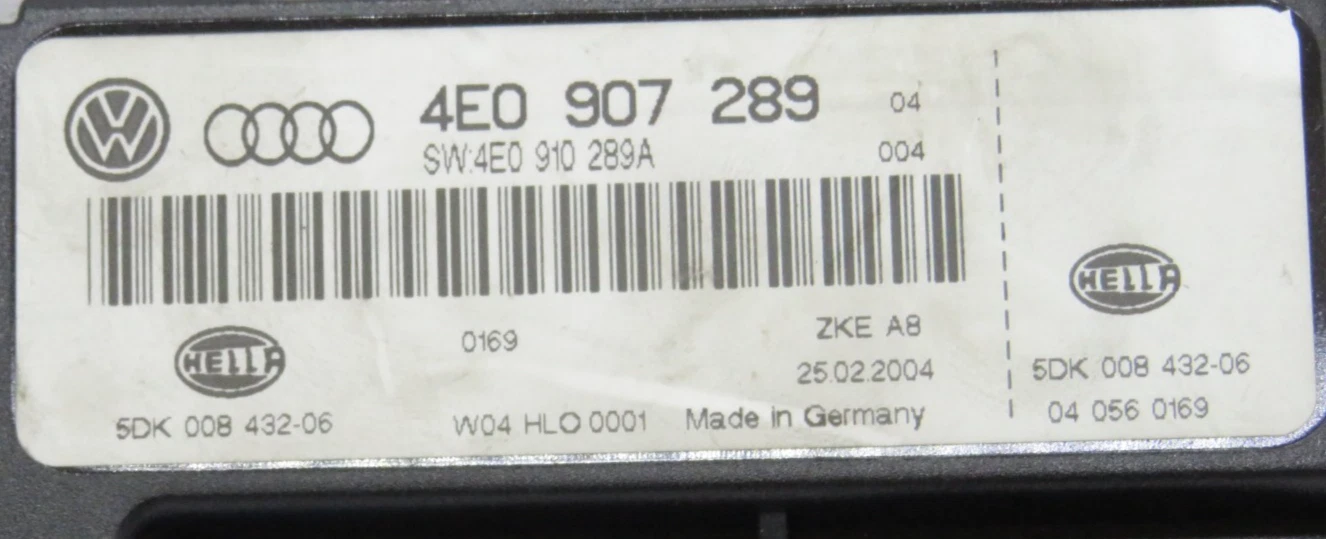 4E0 907 289 04
SW:4E0 910 289A 004
HELLA
0169
ZKE A8
25.02.2004
5DK 008 432-06
W04 HLO 0001
Made in Germany
HELLA
5DK 008 432-06
04 056 0169